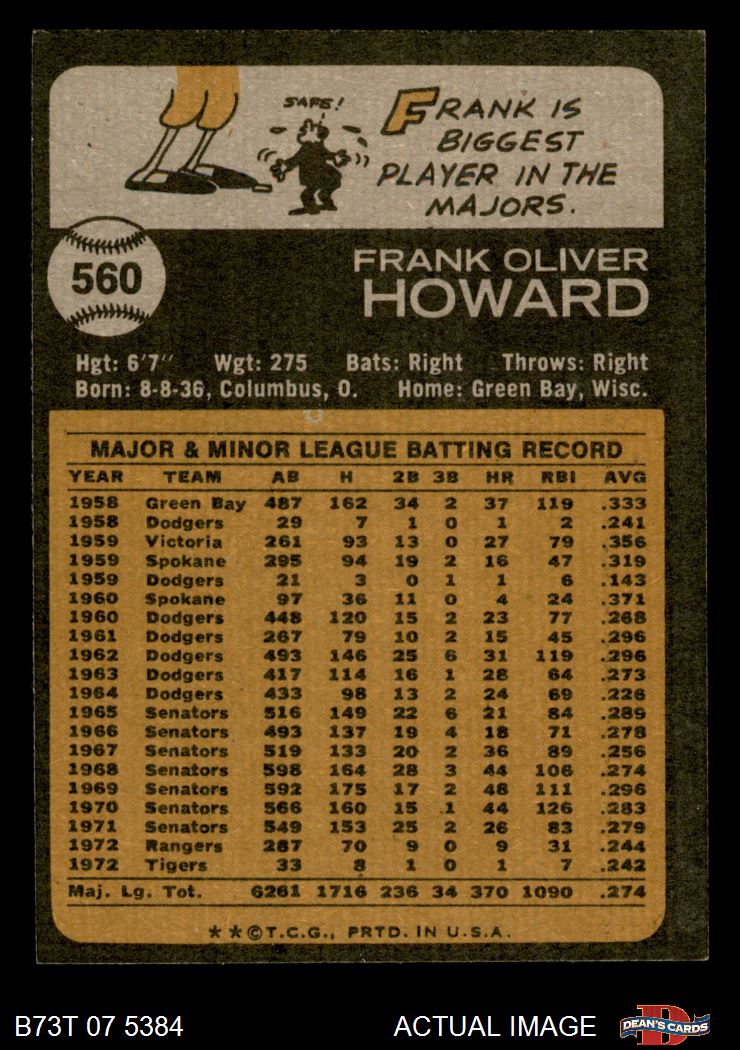 SAFE!
FRANK IS
BIGGEST
PLAYER IN THE
MAJORS.
560
FRANK OLIVER
HOWARD
Hgt: 6'7" Wgt: 275 Bats: Right Throws: Right
Born: 8-8-36, Columbus, O. Home: Green Bay, Wisc.
MAJOR & MINOR LEAGUE BATTING RECORD
YEAR TEAM AB H 2B 3B HR RBI AVG
1958 Green Bay 487 162 34 2 37 119 .333
1958 Dodgers 29 7 1 0 1 2 .241
1959 Victoria 261 93 13 0 27 79 .356
1959 Spokane 295 94 19 2 16 47 .319
1959 Dodgers 21 3 0 1 1 6 .143
1960 Spokane 97 36 11 0 4 24 .371
1960 Dodgers 448 120 15 2 23 77 .268
1961 Dodgers 267 79 10 2 15 45 .296
1962 Dodgers 493 146 25 6 31 119 .296
1963 Dodgers 417 114 16 1 28 64 .273
1964 Dodgers 433 98 13 2 24 69 .226
1965 Senators 516 149 22 6 21 84 .289
1966 Senators 493 137 19 4 18 71 .278
1967 Senators 519 133 20 2 36 89 .256
1968 Senators 598 164 28 3 44 106 .274
1969 Senators 592 175 17 2 48 111 .296
1970 Senators 566 160 15 1 44 126 .283
1971 Senators 549 153 25 2 26 83 .279
1972 Rangers 287 70 9 0 9 31 .244
1972 Tigers 33 8 1 0 1 7 .242
Maj. Lg. Tot. 6261 1716 236 34 370 1090 .274
**©T.C.G., PRTD. IN U.S.A.
B73T 07 5384 ACTUAL IMAGE
D
DEAN'S CARDS